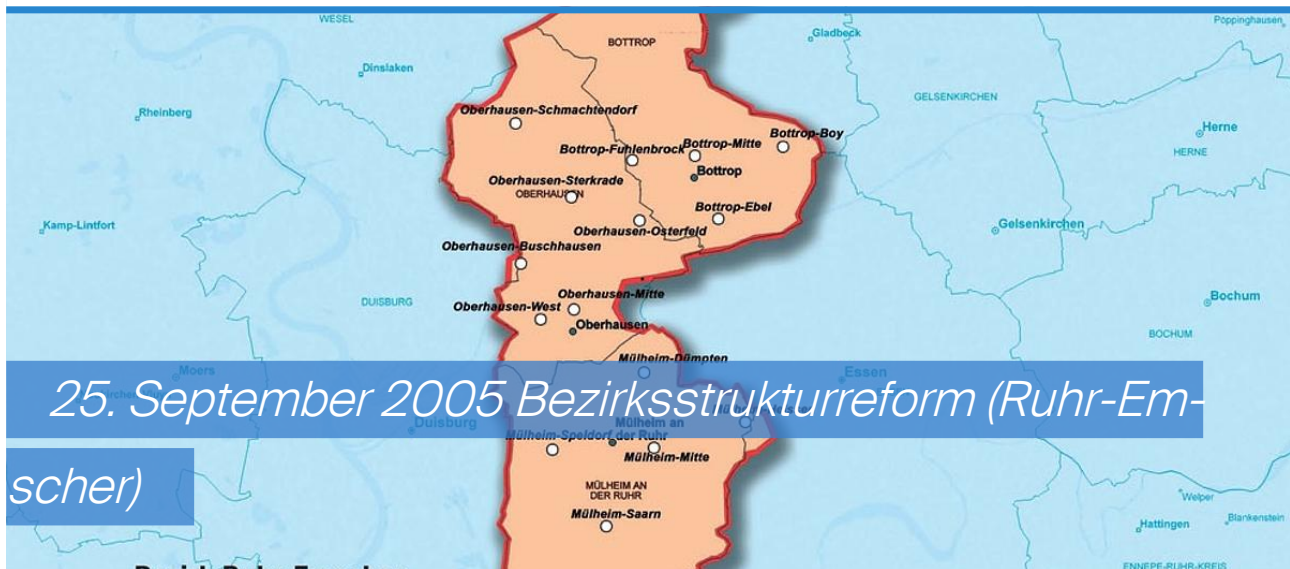 WESEL
Pöppinghausen
BOTTROP
Gladbeck
Dinslaken
GELSENKIRCHEN
Rheinberg
Oberhausen-Schmachtendorf
Herne
Bottrop-Boy
Bottrop-Fuhlenbrock
Bottrop-Mitte
HERNE
Bottrop
Oberhausen-Sterkrade
OBERHAUSEN
Bottrop-Ebel
Kamp-Lintfort
Gelsenkirchen
Oberhausen-Osterfeld
Oberhausen-Buschhausen
DUISBURG
Oberhausen-Mitte
Bochum
Oberhausen-West
Oberhausen
BOCHUM
Mülheim-Dümpten
Moers
Essen
25. September 2005 Bezirksstrukturreform (Ruhr-Em-
scher)
Duisburg
Mülheim an
der Ruhr
Mülheim-Speldorf
Mülheim-Mitte
MÜLHEIM AN
DER RUHR
Mülheim-Saarn
Welper
Hattingen
Blankenstein
ENNEPE-RUHR-KREIS